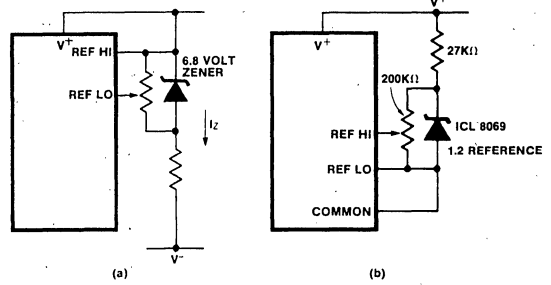 V+
REF HI
6.8 VOLT
ZENER
REF LO
IZ
V-
(a)
V+
V+
27KΩ
200KΩ
REF HI
ICL 8069
1.2 REFERENCE
REF LO
COMMON
(b)